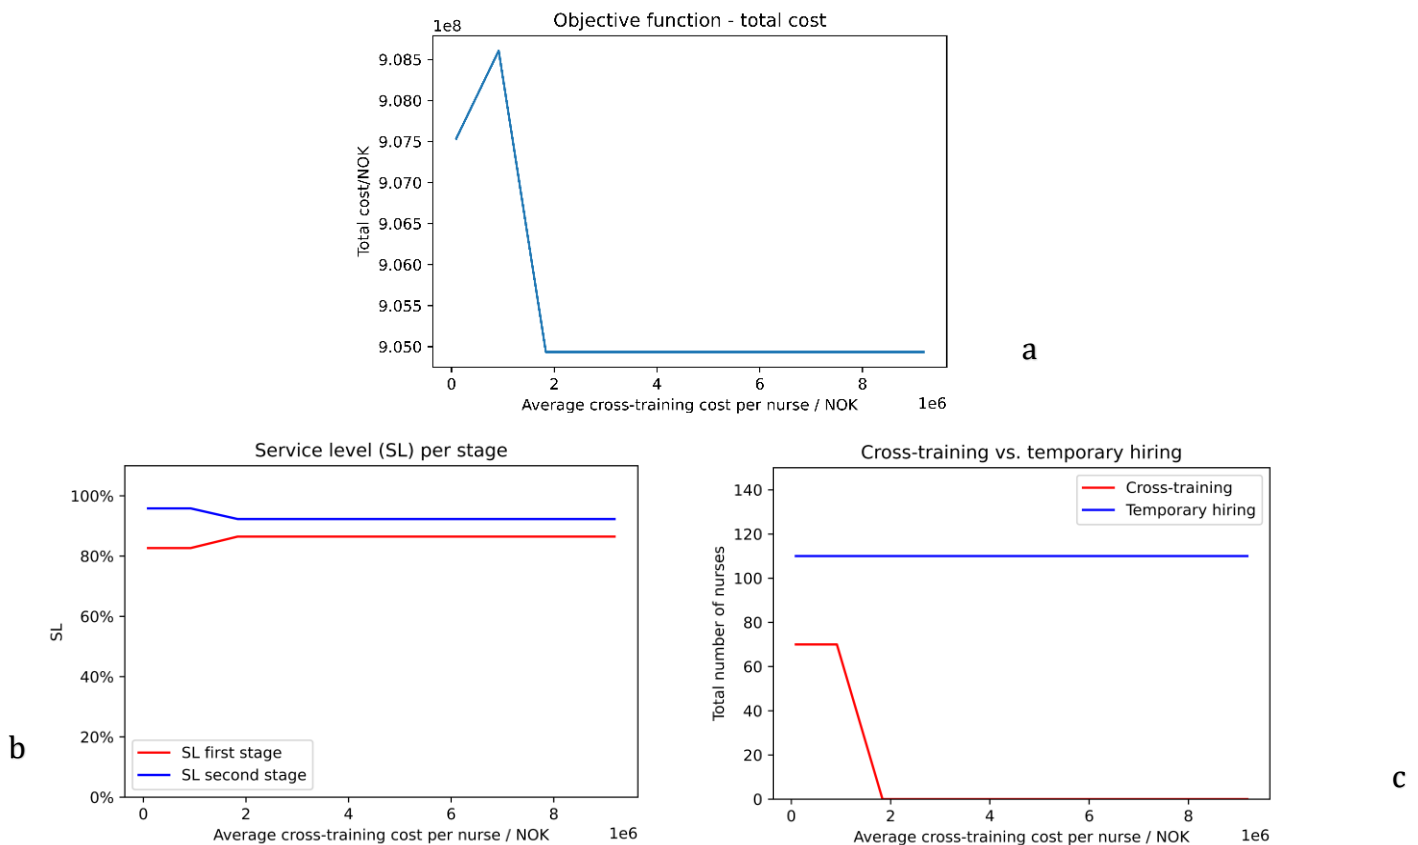 Objective function - total cost
1e8
9.085
9.080
9.075
9.070
9.065
9.060
9.055
9.050
Total cost/NOK
0 2 4 6 8
Average cross-training cost per nurse / NOK 1e6
a
Service level (SL) per stage
100%
80%
60%
40%
20%
0%
SL
SL first stage
SL second stage
0 2 4 6 8
Average cross-training cost per nurse / NOK 1e6
b
Cross-training vs. temporary hiring
140
120
100
80
60
40
20
0
Total number of nurses
Cross-training
Temporary hiring
0 2 4 6 8
Average cross-training cost per nurse / NOK 1e6
c